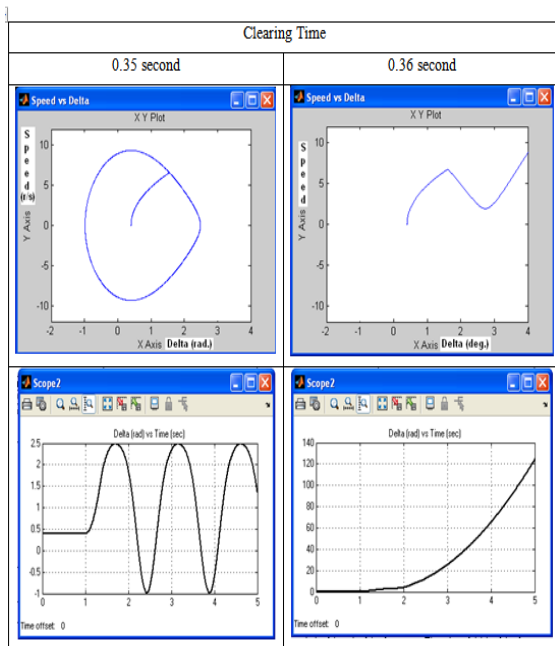 Clearing Time
0.35 second
0.36 second
Speed vs Delta
X Y Plot
10
5
0
-5
-10
Y Axis
Speed (r/s)
-2 -1 0 1 2 3 4
X Axis Delta (rad.)
Speed vs Delta
X Y Plot
10
5
0
-5
-10
Y Axis
Speed
-2 -1 0 1 2 3 4
X Axis Delta (deg.)
Scope2
Delta (rad) vs Time (sec)
2.5
2
1.5
1
0.5
0
-0.5
-1
0 1 2 3 4 5
Time offset: 0
Scope2
Delta (rad) vs Time (sec)
140
120
100
80
60
40
20
0
0 1 2 3 4 5
Time offset: 0